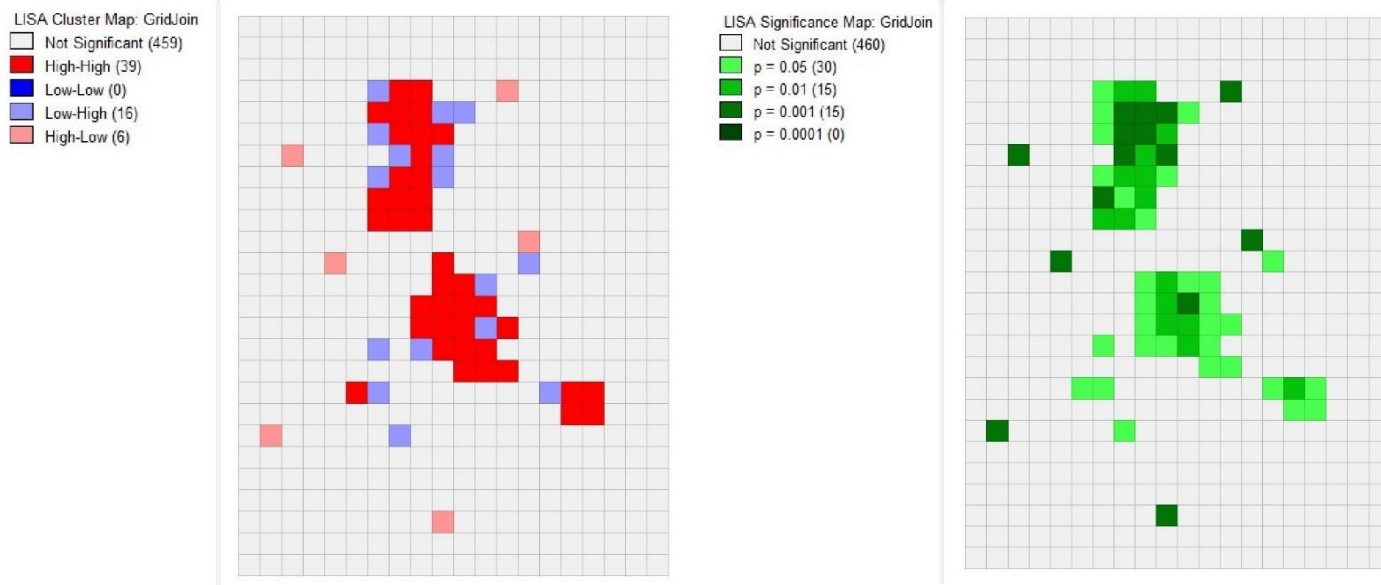 LISA Cluster Map: GridJoin
Not Significant (459)
High-High (39)
Low-Low (0)
Low-High (16)
High-Low (6)
LISA Significance Map: GridJoin
Not Significant (460)
p = 0.05 (30)
p = 0.01 (15)
p = 0.001 (15)
p = 0.0001 (0)